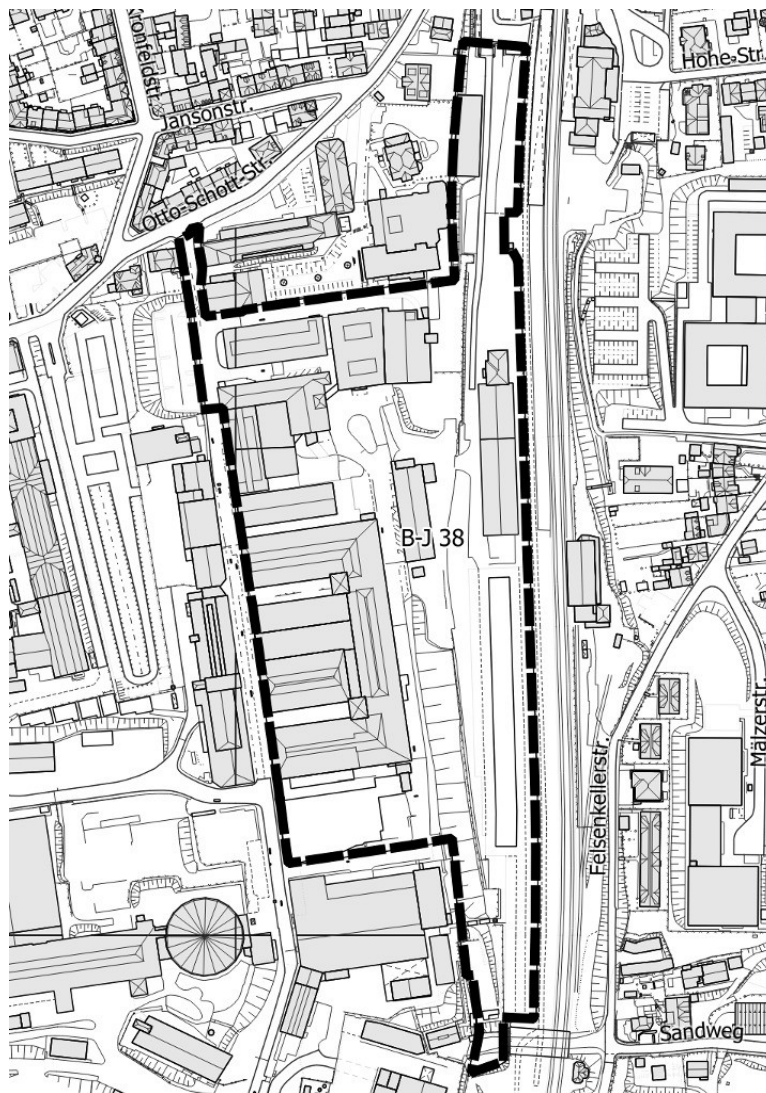 Kronfeldstr.
Hohe-Str.
Jansonstr.
Otto-Schott-Str.
B-J 38
Mälzerstr.
Felsenkellerstr.
Sandweg